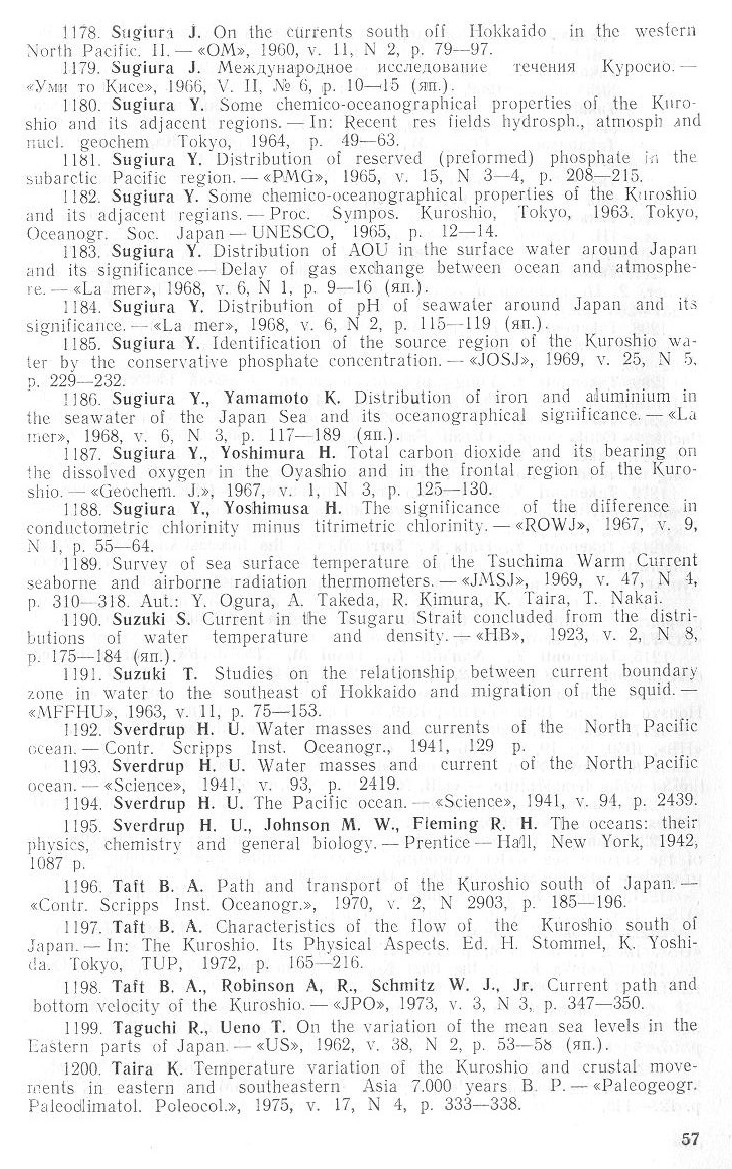 1178. Sugiura J. On the currents south off Hokkaido in the western
North Pacific. II. — «OM», 1960, v. 11, N 2, p. 79—97.
1179. Sugiura J. Международное исследование течения Куросио. —
«Уми то Кисе», 1966, V. II, № 6, p. 10—15 (яп.).
1180. Sugiura Y. Some chemico-oceanographical properties of the Kuro-
shio and its adjacent regions. — In: Recent res fields hydrosph., atmosph and
nucl. geochem Tokyo, 1964, p. 49—63.
1181. Sugiura Y. Distribution of reserved (preformed) phosphate in the
subarctic Pacific region. — «PMG», 1965, v. 15, N 3—4, p. 208—215.
1182. Sugiura Y. Some chemico-oceanographical properties of the Kuroshio
and its adjacent regians. — Proc. Sympos. Kuroshio, Tokyo, 1963. Tokyo,
Oceanogr. Soc. Japan — UNESCO, 1965, p. 12—14.
1183. Sugiura Y. Distribution of AOU in the surface water around Japan
and its significance — Delay of gas exchange between ocean and atmosphe-
re. — «La mer», 1968, v. 6, N 1, p. 9—16 (яп.).
1184. Sugiura Y. Distribution of pH of seawater around Japan and its
significance. — «La mer», 1968, v. 6, N 2, p. 115—119 (яп.).
1185. Sugiura Y. Identification of the source region of the Kuroshio wa-
ter by the conservative phosphate concentration. — «JOSJ», 1969, v. 25, N 5,
p. 229—232.
1186. Sugiura Y., Yamamoto K. Distribution of iron and aluminium in
the seawater of the Japan Sea and its oceanographical significance. — «La
mer», 1968, v. 6, N 3, p. 117—189 (яп.).
1187. Sugiura Y., Yoshimura H. Total carbon dioxide and its bearing on
the dissolved oxygen in the Oyashio and in the frontal region of the Kuro-
shio. — «Geochem. J.», 1967, v. 1, N 3, p. 125—130.
1188. Sugiura Y., Yoshimusa H. The significance of the difference in
conductometric chlorinity minus titrimetric chlorinity. — «ROWJ», 1967, v. 9,
N 1, p. 55—64.
1189. Survey of sea surface temperature of the Tsuchima Warm Current
seaborne and airborne radiation thermometers. — «JMSJ», 1969, v. 47, N 4,
p. 310—318. Aut.: Y. Ogura, A. Takeda, R. Kimura, K. Taira, T. Nakai.
1190. Suzuki S. Current in the Tsugaru Strait concluded from the distri-
butions of water temperature and density. — «HB», 1923, v. 2, N 8,
p. 175—184 (яп.).
1191. Suzuki T. Studies on the relationship between current boundary
zone in water to the southeast of Hokkaido and migration of the squid. —
«MFFHU», 1963, v. 11, p. 75—153.
1192. Sverdrup H. U. Water masses and currents of the North Pacific
ocean. — Contr. Scripps Inst. Oceanogr., 1941, 129 p.
1193. Sverdrup H. U. Water masses and current of the North Pacific
ocean. — «Science», 1941, v. 93, p. 2419.
1194. Sverdrup H. U. The Pacific ocean. — «Science», 1941, v. 94, p. 2439.
1195. Sverdrup H. U., Johnson M. W., Fleming R. H. The oceans: their
physics, chemistry and general biology. — Prentice — Hall, New York, 1942,
1087 p.
1196. Taft B. A. Path and transport of the Kuroshio south of Japan. —
«Contr. Scripps Inst. Oceanogr.», 1970, v. 2, N 2903, p. 185—196.
1197. Taft B. A. Characteristics of the flow of the Kuroshio south of
Japan. — In: The Kuroshio. Its Physical Aspects. Ed. H. Stommel, K. Yoshi-
da. Tokyo, TUP, 1972, p. 165—216.
1198. Taft B. A., Robinson A, R., Schmitz W. J., Jr. Current path and
bottom velocity of the Kuroshio. — «JPO», 1973, v. 3, N 3, p. 347—350.
1199. Taguchi R., Ueno T. On the variation of the mean sea levels in the
Eastern parts of Japan. — «US», 1962, v. 38, N 2, p. 53—58 (яп.).
1200. Taira K. Temperature variation of the Kuroshio and crustal move-
ments in eastern and southeastern Asia 7.000 years B. P. — «Paleogeogr.
Paleoclimatol. Poleocol.», 1975, v. 17, N 4, p. 333—338.
57